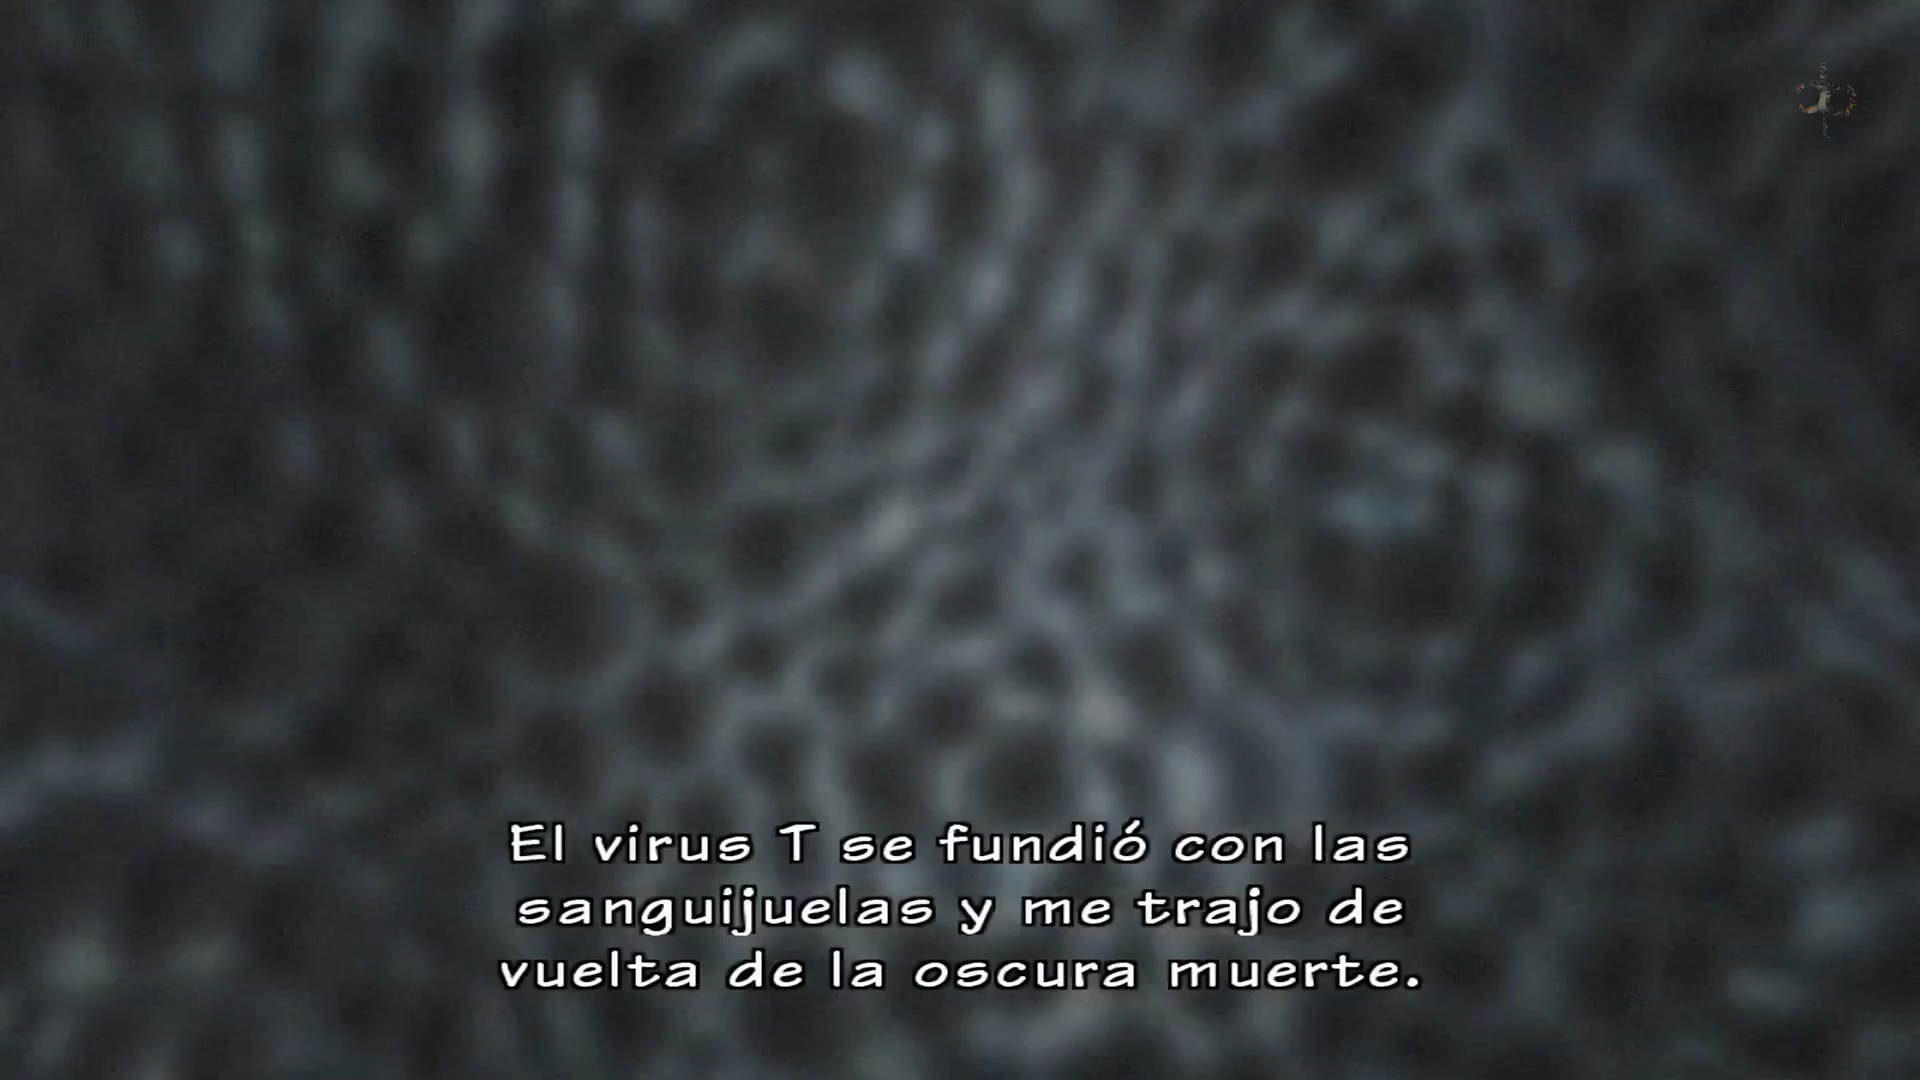 El virus T se fundió con las
sanguijuelas y me trajo de
vuelta de la oscura muerte.